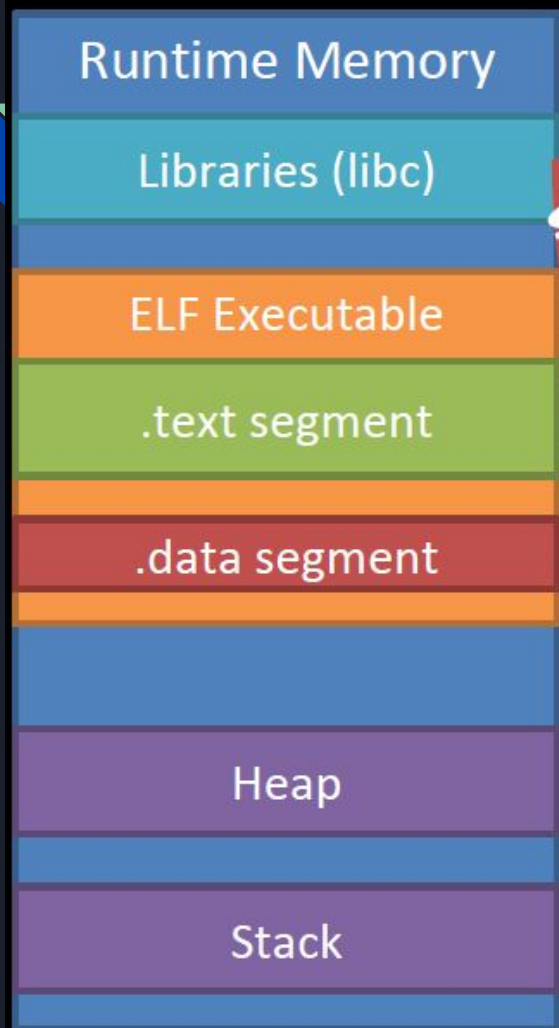 Runtime Memory
Libraries (libc)
ELF Executable
.text segment
.data segment
Heap
Stack